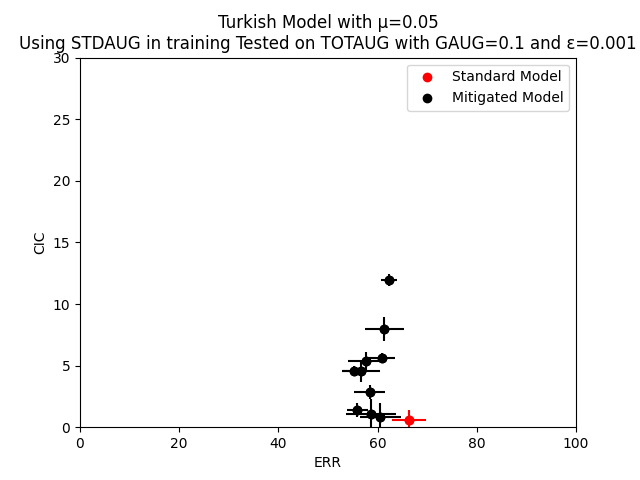 Turkish Model with μ=0.05
Using STDAUG in training Tested on TOTAUG with GAUG=0.1 and ε=0.001
Standard Model
Mitigated Model
30
25
20
15
10
5
0
CIC
0 20 40 60 80 100
ERR